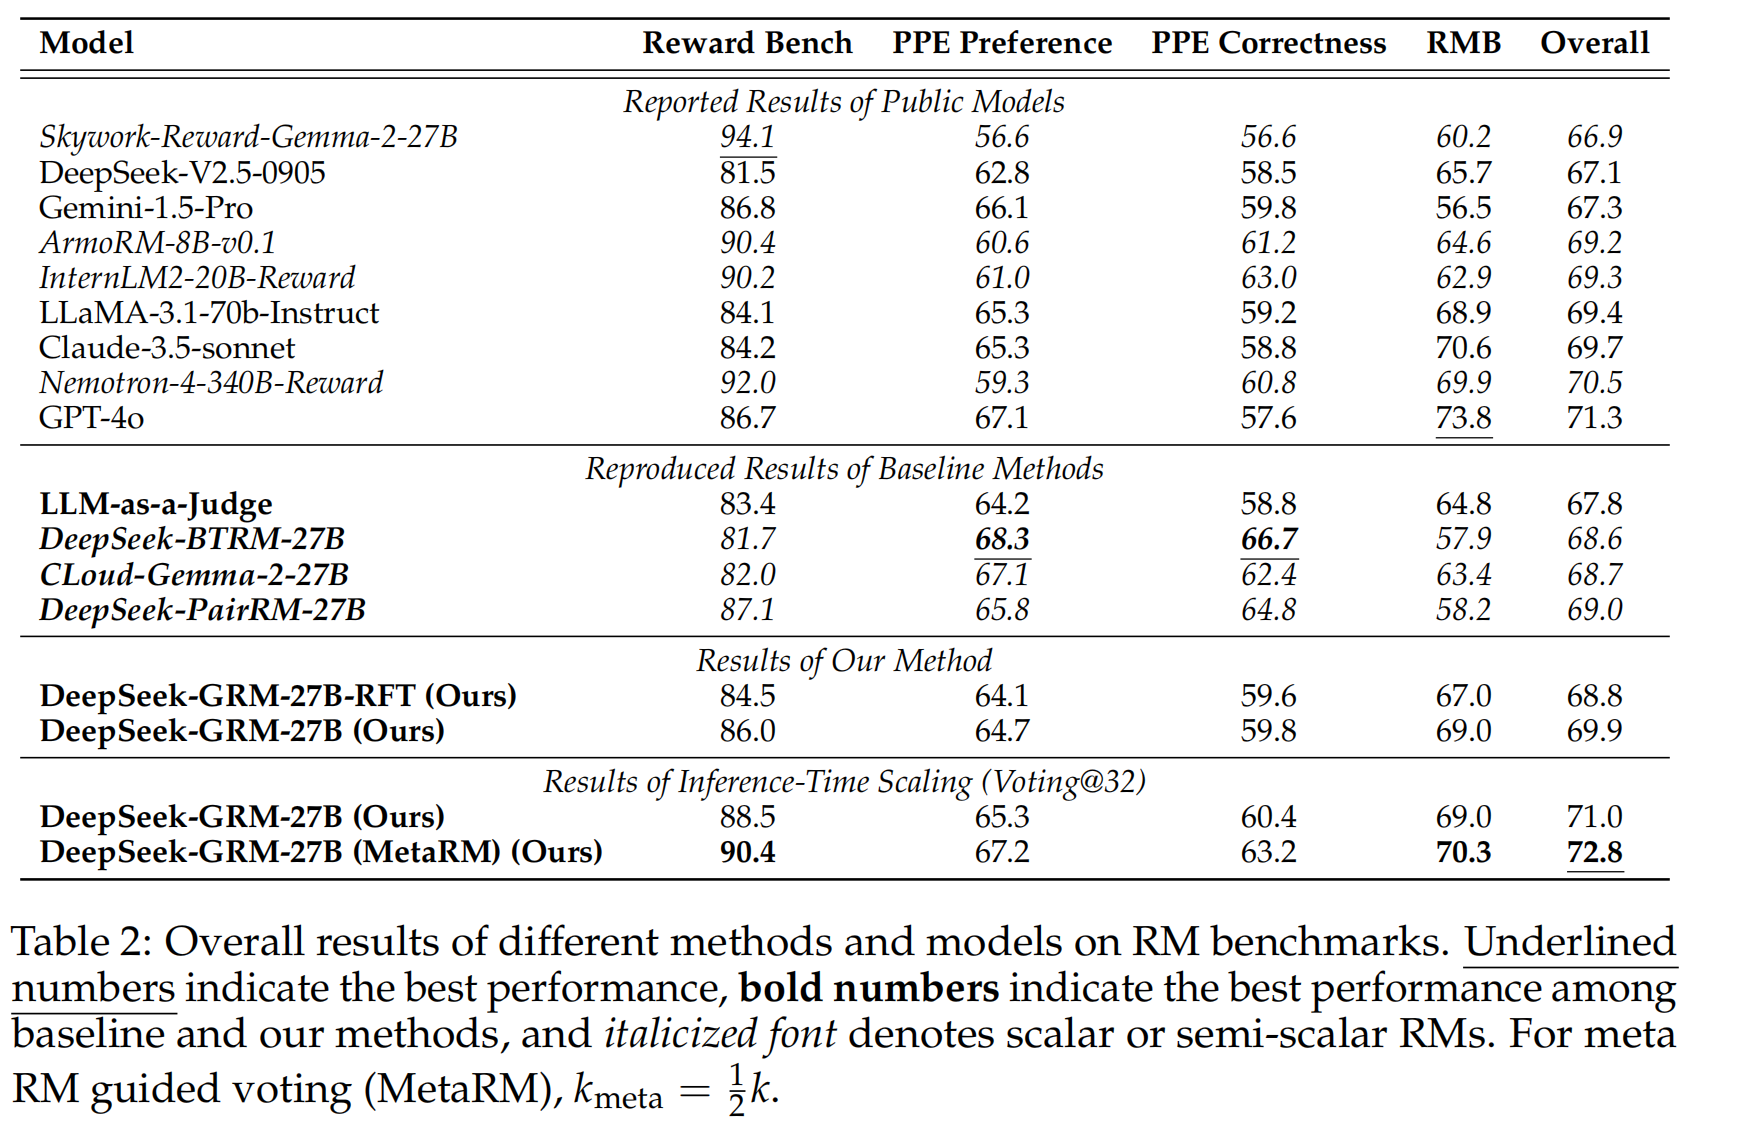 Model Reward Bench PPE Preference PPE Correctness RMB Overall
Reported Results of Public Models
Skywork-Reward-Gemma-2-27B 94.1 56.6 56.6 60.2 66.9
DeepSeek-V2.5-0905 81.5 62.8 58.5 65.7 67.1
Gemini-1.5-Pro 86.8 66.1 59.8 56.5 67.3
ArmoRM-8B-v0.1 90.4 60.6 61.2 64.6 69.2
InternLM2-20B-Reward 90.2 61.0 63.0 62.9 69.3
LLaMA-3.1-70b-Instruct 84.1 65.3 59.2 68.9 69.4
Claude-3.5-sonnet 84.2 65.3 58.8 70.6 69.7
Nemotron-4-340B-Reward 92.0 59.3 60.8 69.9 70.5
GPT-4o 86.7 67.1 57.6 73.8 71.3
Reproduced Results of Baseline Methods
LLM-as-a-Judge 83.4 64.2 58.8 64.8 67.8
DeepSeek-BTRM-27B 81.7 68.3 66.7 57.9 68.6
CLoud-Gemma-2-27B 82.0 67.1 62.4 63.4 68.7
DeepSeek-PairRM-27B 87.1 65.8 64.8 58.2 69.0
Results of Our Method
DeepSeek-GRM-27B-RFT (Ours) 84.5 64.1 59.6 67.0 68.8
DeepSeek-GRM-27B (Ours) 86.0 64.7 59.8 69.0 69.9
Results of Inference-Time Scaling (Voting@32)
DeepSeek-GRM-27B (Ours) 88.5 65.3 60.4 69.0 71.0
DeepSeek-GRM-27B (MetaRM) (Ours) 90.4 67.2 63.2 70.3 72.8
Table 2: Overall results of different methods and models on RM benchmarks. Underlined
numbers indicate the best performance, bold numbers indicate the best performance among
baseline and our methods, and italicized font denotes scalar or semi-scalar RMs. For meta
RM guided voting (MetaRM), k_meta = 1/2 k.